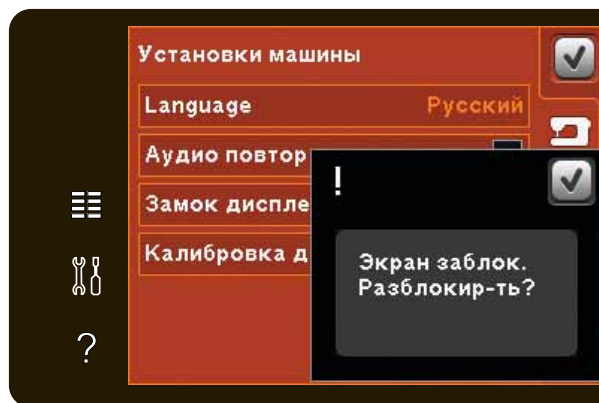 Установки машины
Language Русский
Аудио повтор
Замок диспле
Калибровка д
!
Экран заблок.
Разблокир-ть?
?